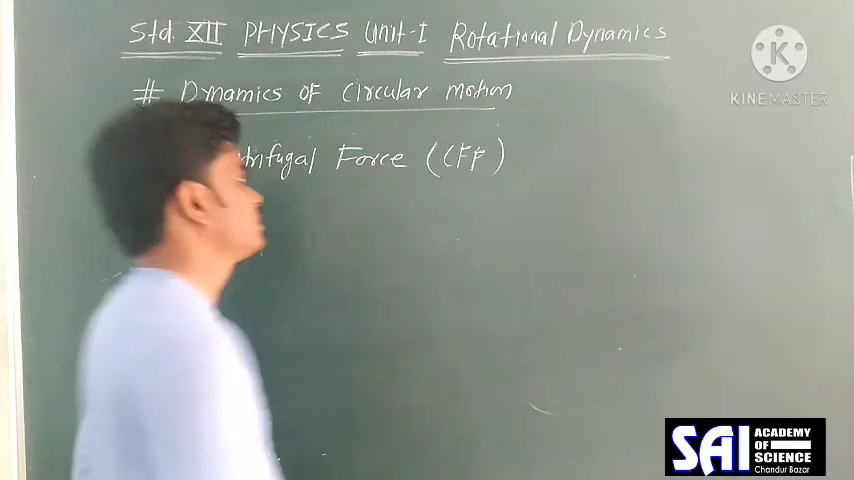 Std. XII PHYSICS Unit-I Rotational Dynamics
KINEMASTER
# Dynamics of circular motion
trifugal Force (CFF)
SAI ACADEMY
OF
SCIENCE
Chandur Bazar